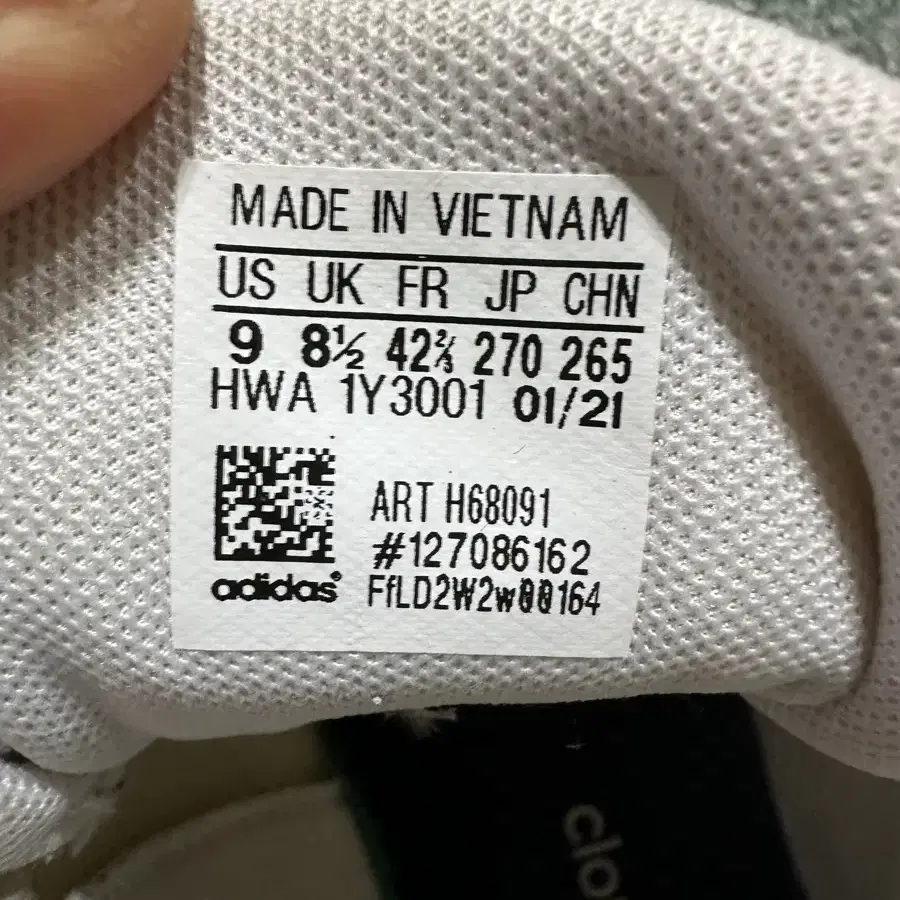 MADE IN VIETNAM
US UK FR JP CHN
9 8½ 42⅔ 270 265
HWA 1Y3001 01/21
ART H68091
#127086162
adidas®
clo